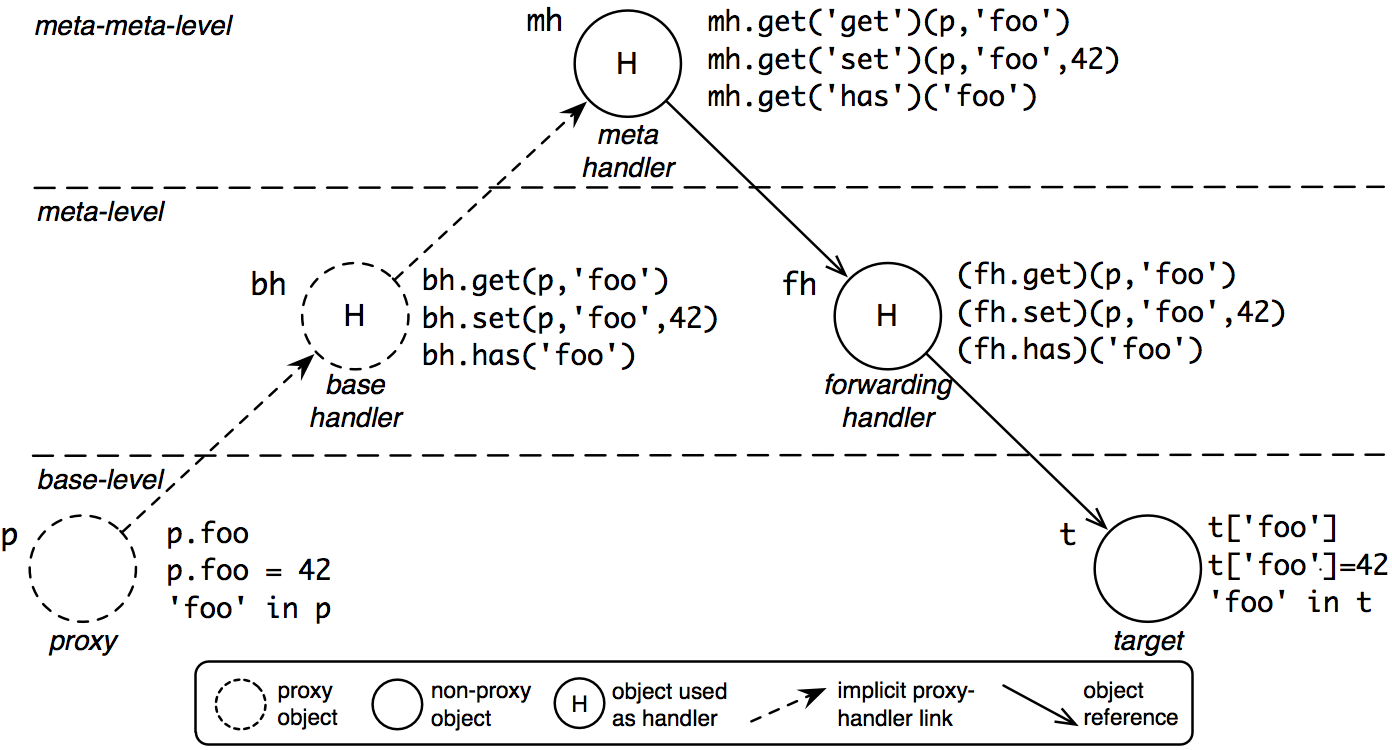 meta-meta-level
mh
H
meta
handler
mh.get('get')(p,'foo')
mh.get('set')(p,'foo',42)
mh.get('has')('foo')
meta-level
bh
H
base
handler
bh.get(p,'foo')
bh.set(p,'foo',42)
bh.has('foo')
fh
H
forwarding
handler
(fh.get)(p,'foo')
(fh.set)(p,'foo',42)
(fh.has)('foo')
base-level
p
proxy
p.foo
p.foo = 42
'foo' in p
t
target
t['foo']
t['foo']=42
'foo' in t
proxy
object
non-proxy
object
H
object used
as handler
implicit proxy-
handler link
object
reference